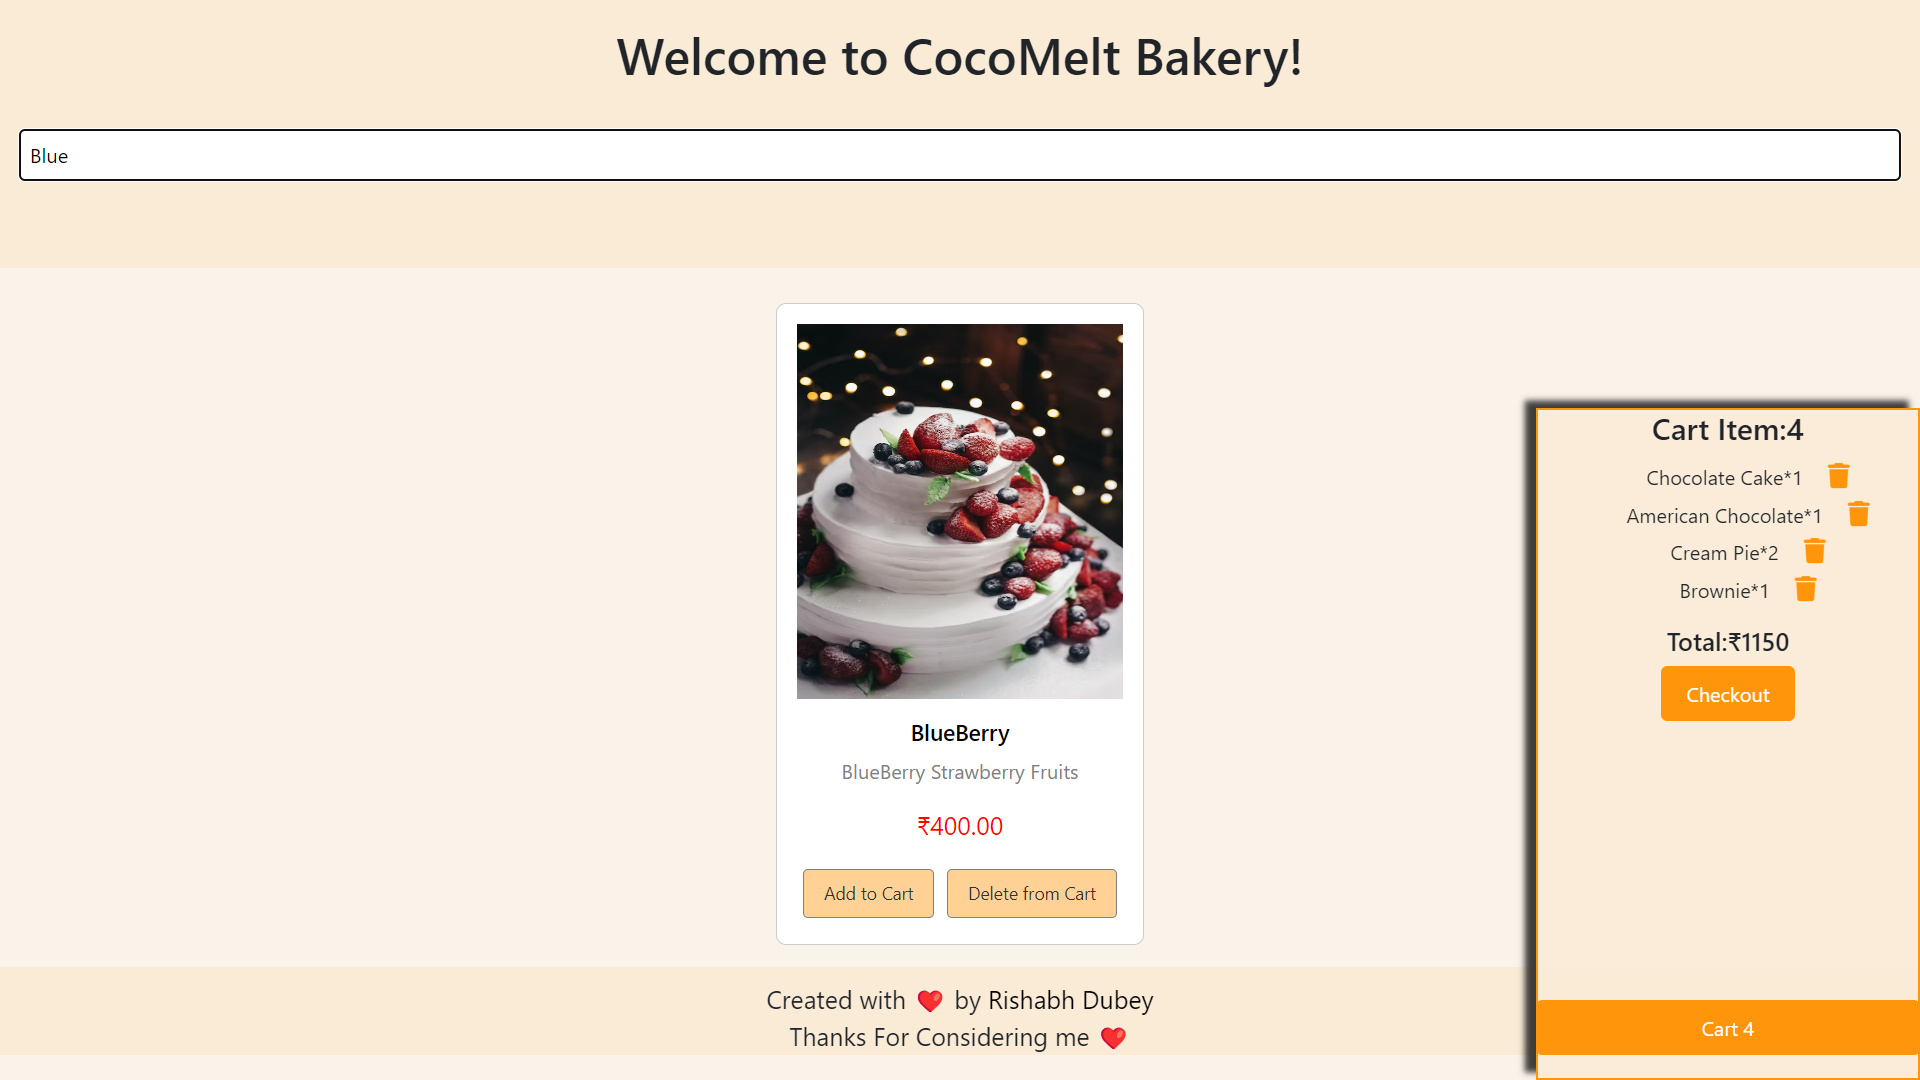 Welcome to CocoMelt Bakery!
Blue
BlueBerry
BlueBerry Strawberry Fruits
₹400.00
Add to Cart
Delete from Cart
Cart Item:4
Chocolate Cake*1
American Chocolate*1
Cream Pie*2
Brownie*1
Total:₹1150
Checkout
Cart 4
Created with ❤️ by Rishabh Dubey
Thanks For Considering me ❤️